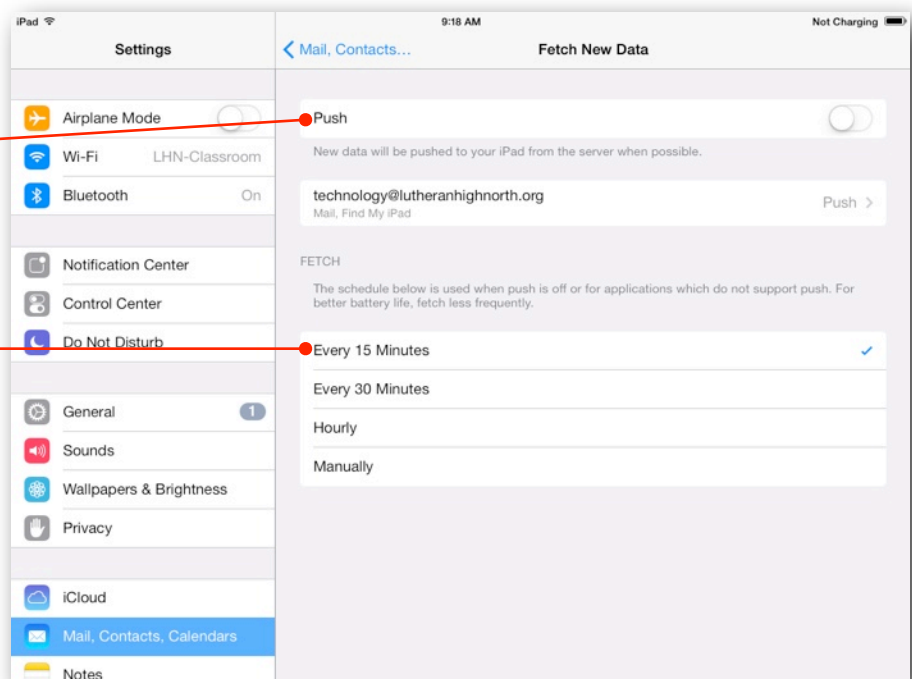 iPad 9:18 AM Not Charging
Settings
Mail, Contacts... Fetch New Data
Airplane Mode
Wi-Fi LHN-Classroom
Bluetooth On
Notification Center
Control Center
Do Not Disturb
General 1
Sounds
Wallpapers & Brightness
Privacy
iCloud
Mail, Contacts, Calendars
Notes
Push
New data will be pushed to your iPad from the server when possible.
technology@lutheranhighnorth.org Push
Mail, Find My iPad
FETCH
The schedule below is used when push is off or for applications which do not support push. For
better battery life, fetch less frequently.
Every 15 Minutes
Every 30 Minutes
Hourly
Manually